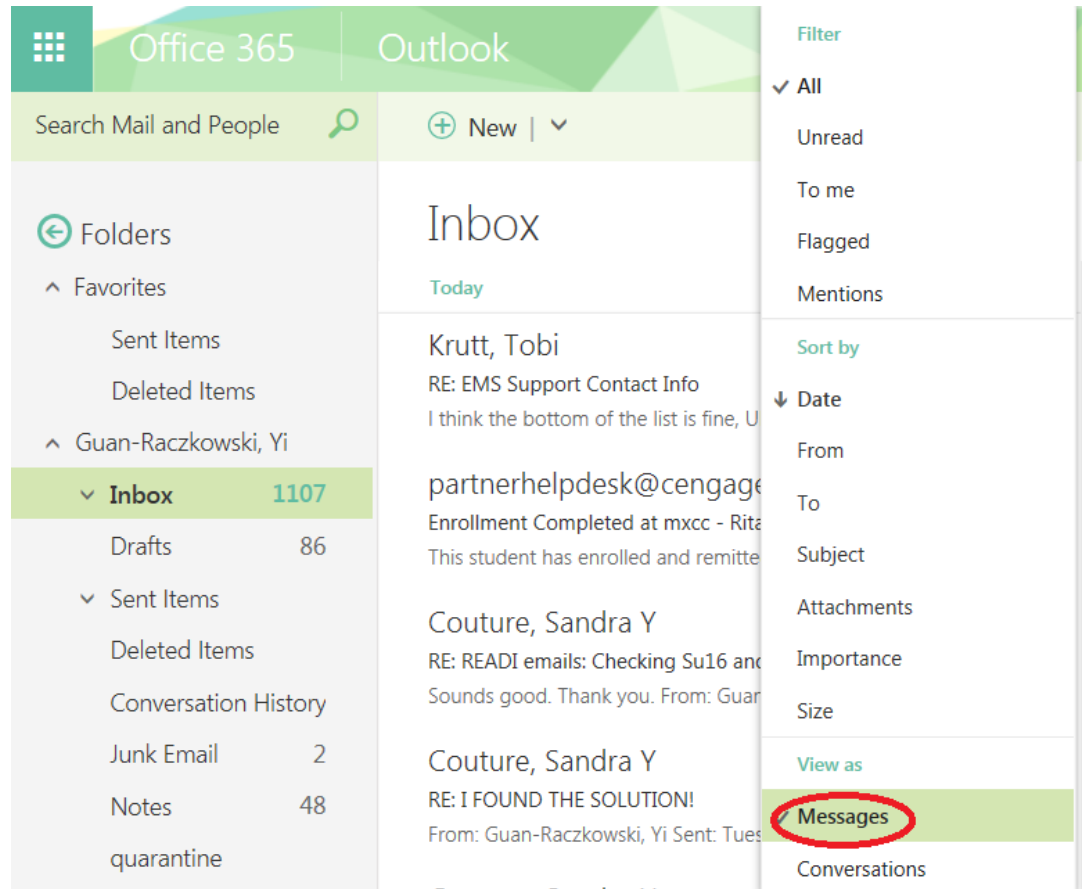 Office 365
Outlook
Search Mail and People
New |
Folders
Favorites
Sent Items
Deleted Items
Guan-Raczkowski, Yi
Inbox 1107
Drafts 86
Sent Items
Deleted Items
Conversation History
Junk Email 2
Notes 48
quarantine
Inbox
Today
Krutt, Tobi
RE: EMS Support Contact Info
I think the bottom of the list is fine, U
partnerhelpdesk@cengage
Enrollment Completed at mxcc - Rita
This student has enrolled and remitte
Couture, Sandra Y
RE: READI emails: Checking Su16 and
Sounds good. Thank you. From: Guan
Couture, Sandra Y
RE: I FOUND THE SOLUTION!
From: Guan-Raczkowski, Yi Sent: Tues
Filter
All
Unread
To me
Flagged
Mentions
Sort by
Date
From
To
Subject
Attachments
Importance
Size
View as
Messages
Conversations